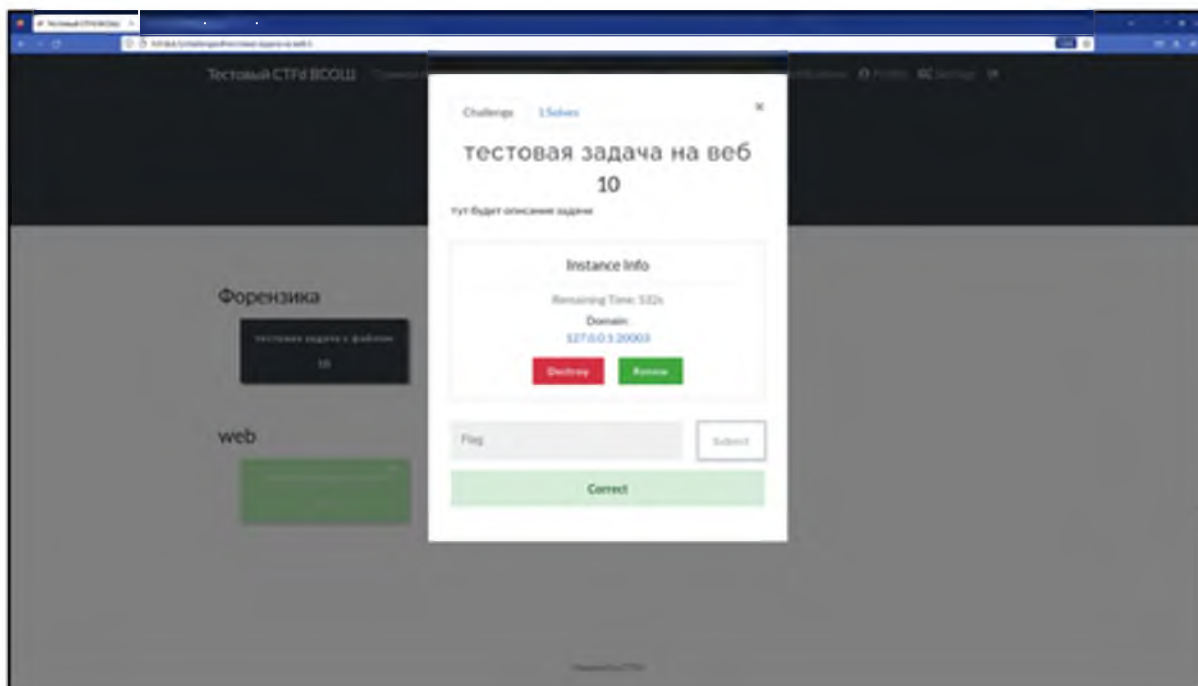 Тестовый CTFd ВСОШ
Challenge 1 Solves ×
тестовая задача на веб
10
тут будет описание задачи
Instance Info
Remaining Time: 532s
Domain:
127.0.0.1:20003
Destroy Renew
Flag Submit
Correct
Форензика
тестовая задача с файлом
10
web